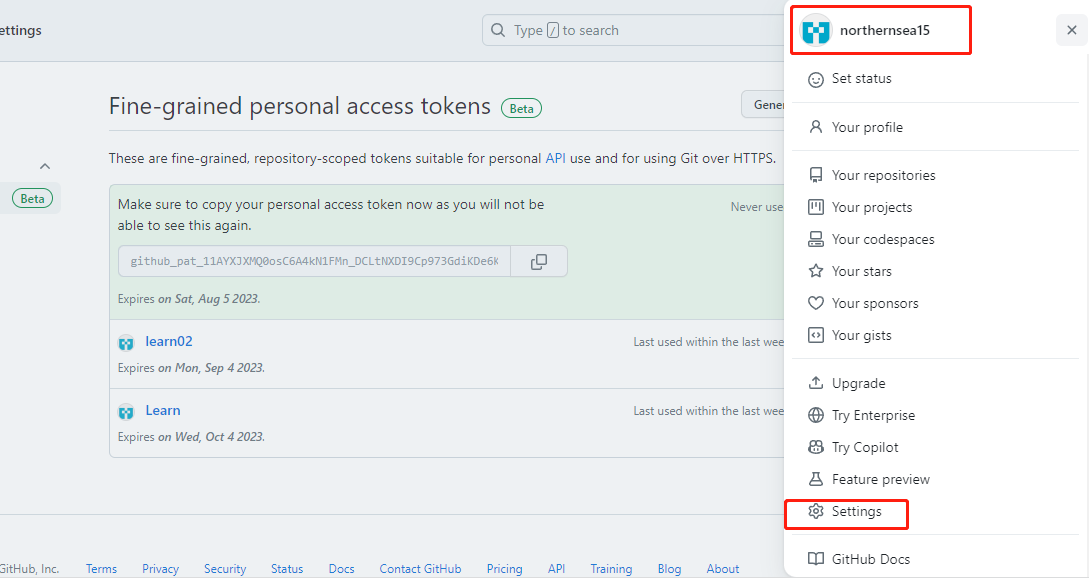 ettings
Type / to search
northernsea15
Set status
Your profile
Your repositories
Your projects
Your codespaces
Your stars
Your sponsors
Your gists
Upgrade
Try Enterprise
Try Copilot
Feature preview
Settings
GitHub Docs
Fine-grained personal access tokens Beta
Gener
These are fine-grained, repository-scoped tokens suitable for personal API use and for using Git over HTTPS.
Beta
Make sure to copy your personal access token now as you will not be
able to see this again.
Never use
github_pat_11AYXJXMQ0osC6A4kN1FMn_DCLtNXDI9Cp973GdiKDe6K
Expires on Sat, Aug 5 2023.
learn02
Last used within the last wee
Expires on Mon, Sep 4 2023.
Learn
Last used within the last wee
Expires on Wed, Oct 4 2023.
GitHub, Inc. Terms Privacy Security Status Docs Contact GitHub Pricing API Training Blog About